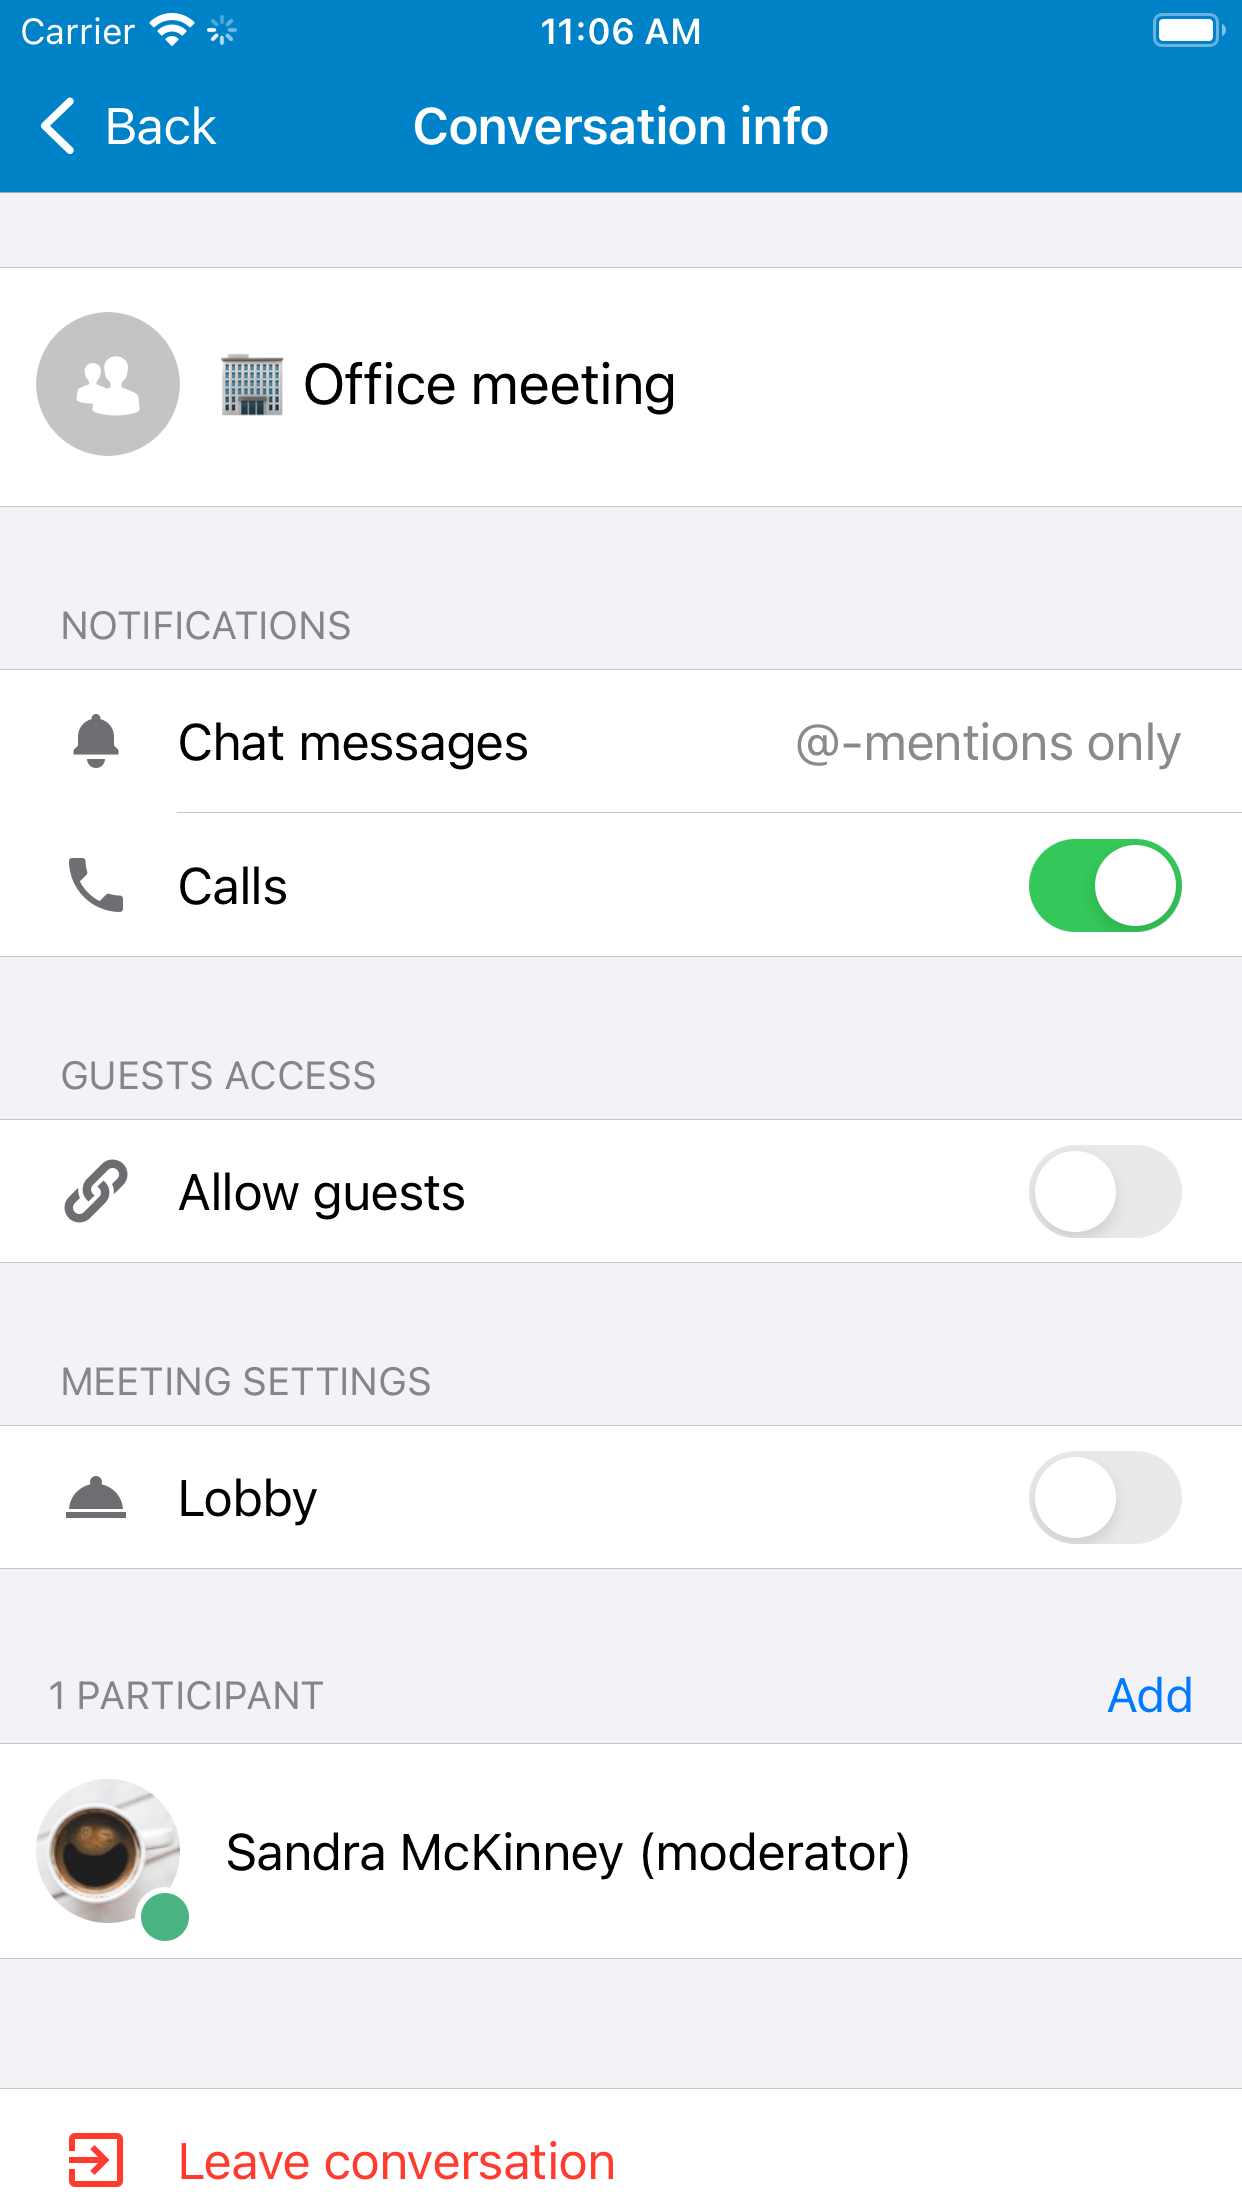 Carrier 11:06 AM
Back Conversation info
🏢 Office meeting
NOTIFICATIONS
Chat messages @-mentions only
Calls
GUESTS ACCESS
Allow guests
MEETING SETTINGS
Lobby
1 PARTICIPANT Add
Sandra McKinney (moderator)
Leave conversation